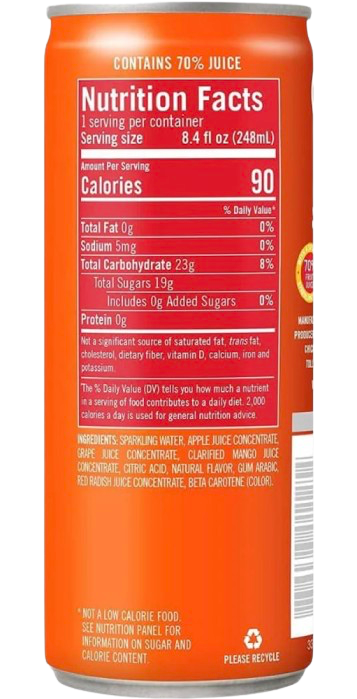 CONTAINS 70% JUICE
Nutrition Facts
1 serving per container
Serving size 8.4 fl oz (248mL)
Amount Per Serving
Calories 90
% Daily Value*
Total Fat 0g 0%
Sodium 5mg 0%
Total Carbohydrate 23g 8%
Total Sugars 19g
Includes 0g Added Sugars 0%
Protein 0g
Not a significant source of saturated fat, trans fat,
cholesterol, dietary fiber, vitamin D, calcium, iron and
potassium.
*The % Daily Value (DV) tells you how much a nutrient
in a serving of food contributes to a daily diet. 2,000
calories a day is used for general nutrition advice.
INGREDIENTS: SPARKLING WATER, APPLE JUICE CONCENTRATE,
GRAPE JUICE CONCENTRATE, CLARIFIED MANGO JUICE
CONCENTRATE, CITRIC ACID, NATURAL FLAVOR, GUM ARABIC,
RED RADISH JUICE CONCENTRATE, BETA CAROTENE (COLOR).
*NOT A LOW CALORIE FOOD.
SEE NUTRITION PANEL FOR
INFORMATION ON SUGAR AND
CALORIE CONTENT.
PLEASE RECYCLE